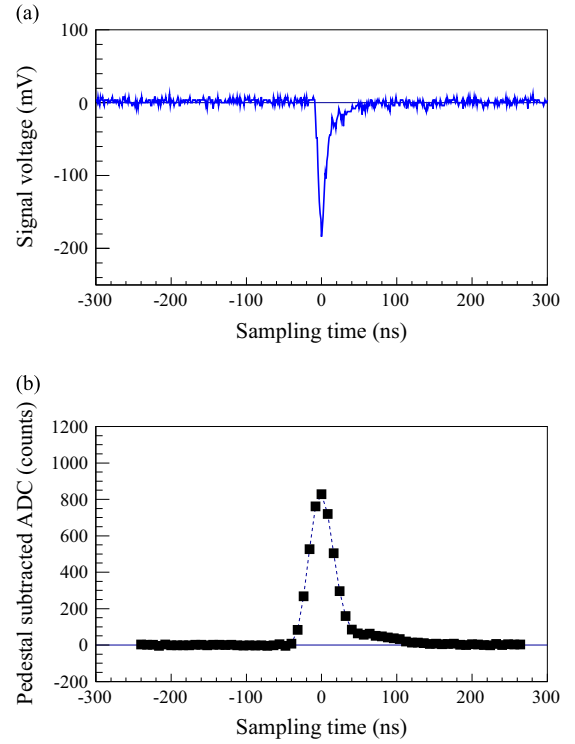 (a)
Signal voltage (mV)
100
0
-100
-200
-300 -200 -100 0 100 200 300
Sampling time (ns)
(b)
Pedestal subtracted ADC (counts)
1200
1000
800
600
400
200
0
-200
-300 -200 -100 0 100 200 300
Sampling time (ns)